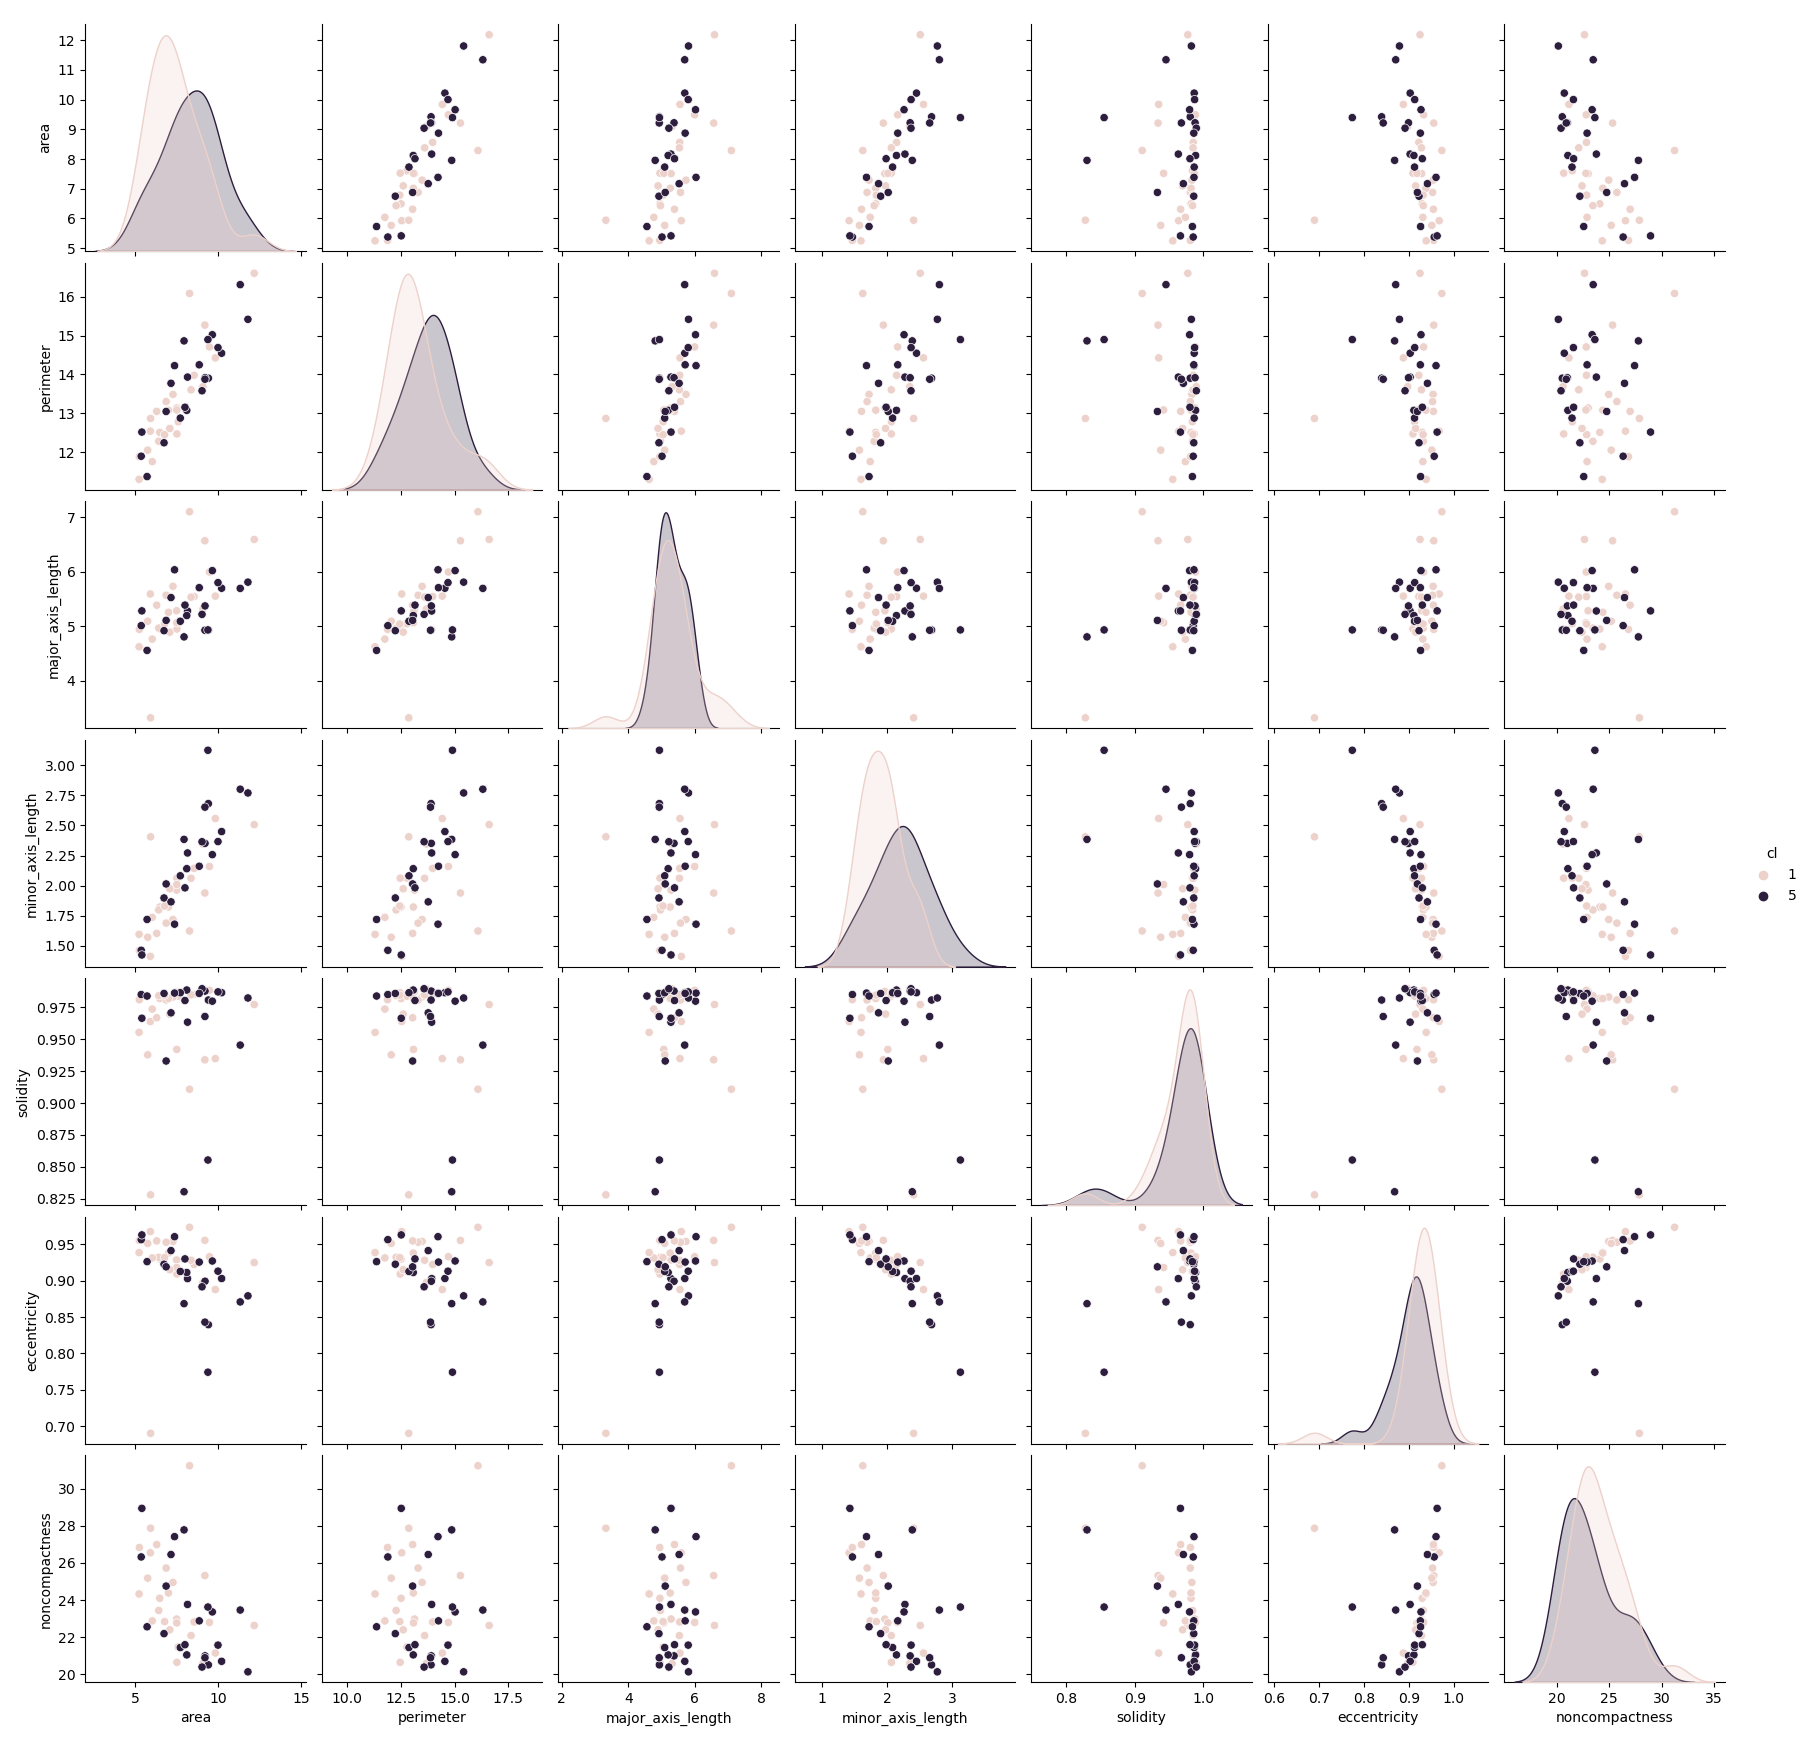 12
11
10
9
8
7
6
5
area
16
15
14
13
12
perimeter
7
6
5
4
major_axis_length
3.00
2.75
2.50
2.25
2.00
1.75
1.50
minor_axis_length
cl
1
5
0.975
0.950
0.925
0.900
0.875
0.850
0.825
solidity
0.95
0.90
0.85
0.80
0.75
0.70
eccentricity
30
28
26
24
22
20
noncompactness
5 10 15
area
10.0 12.5 15.0 17.5
perimeter
2 4 6 8
major_axis_length
1 2 3
minor_axis_length
0.8 0.9 1.0
solidity
0.6 0.7 0.8 0.9 1.0
eccentricity
20 25 30 35
noncompactness